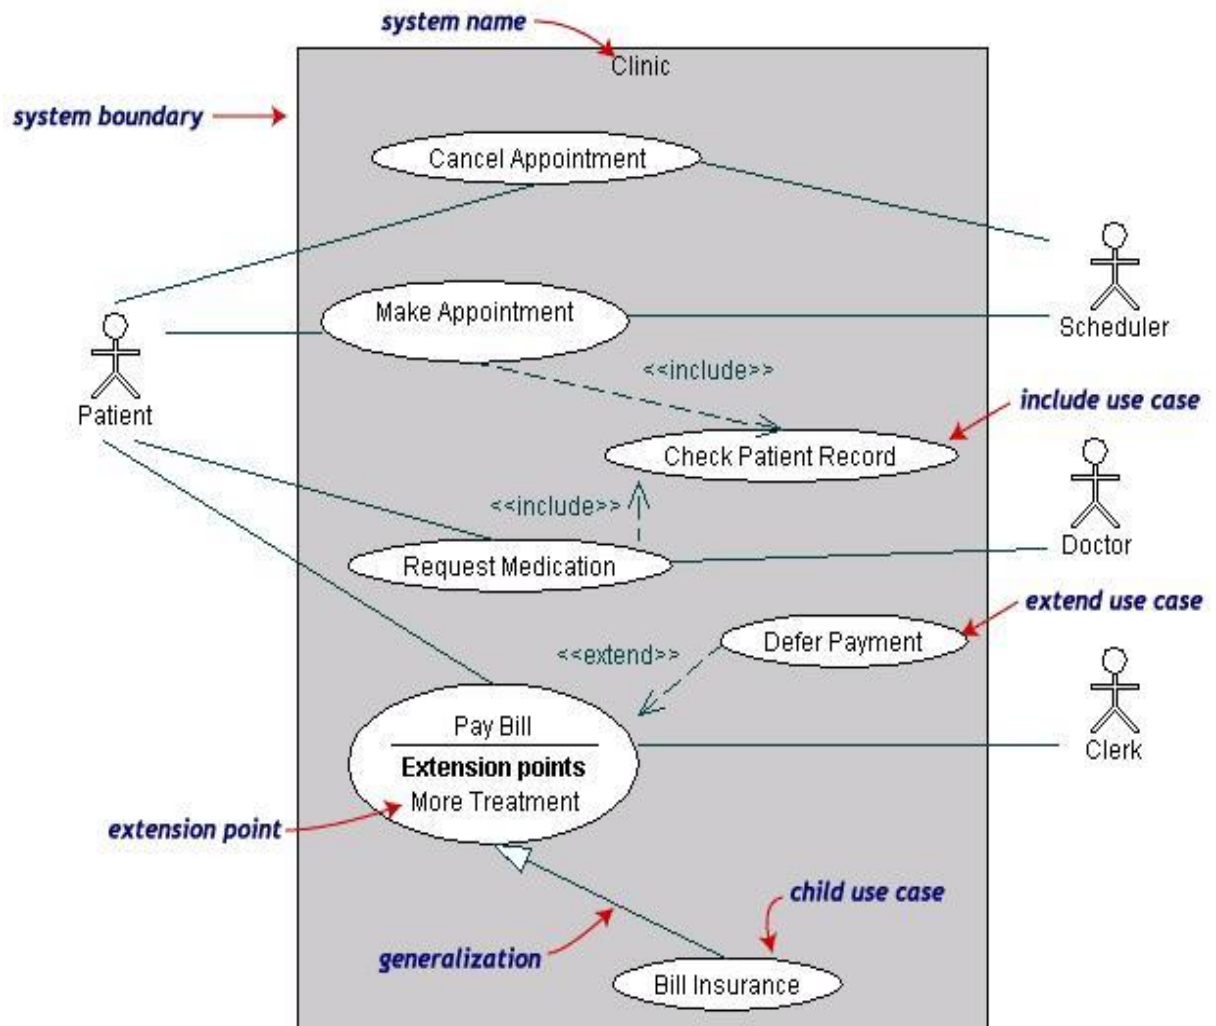 system name
Clinic
system boundary
Cancel Appointment
Scheduler
Make Appointment
Patient
<<include>>
include use case
Check Patient Record
<<include>>
Doctor
Request Medication
extend use case
Defer Payment
<<extend>>
Pay Bill
Clerk
Extension points
More Treatment
extension point
child use case
generalization
Bill Insurance